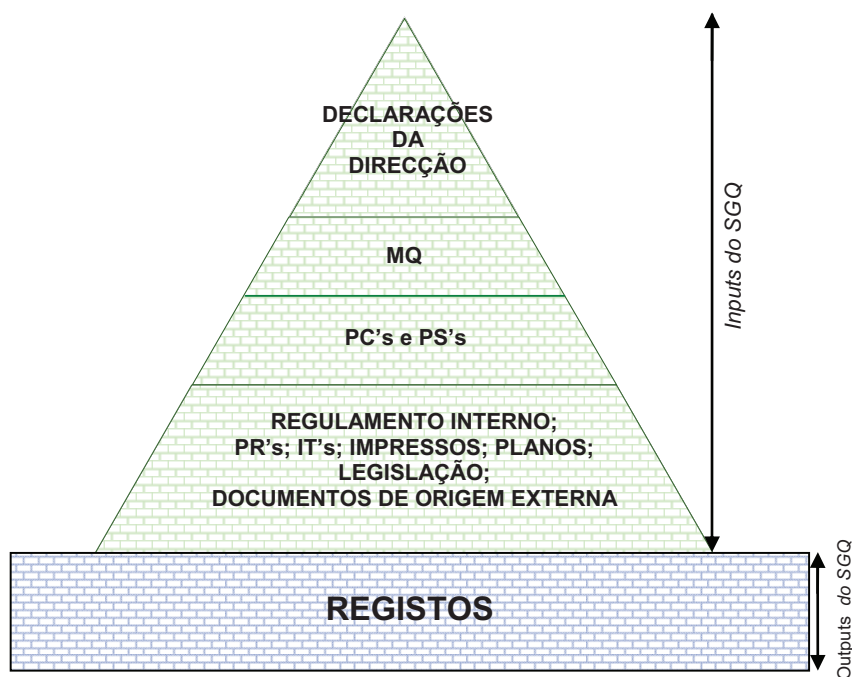 DECLARAÇÕES
DA
DIRECÇÃO
MQ
PC's e PS's
REGULAMENTO INTERNO;
PR's; IT's; IMPRESSOS; PLANOS;
LEGISLAÇÃO;
DOCUMENTOS DE ORIGEM EXTERNA
Inputs do SGQ
REGISTOS
Outputs do SGQ